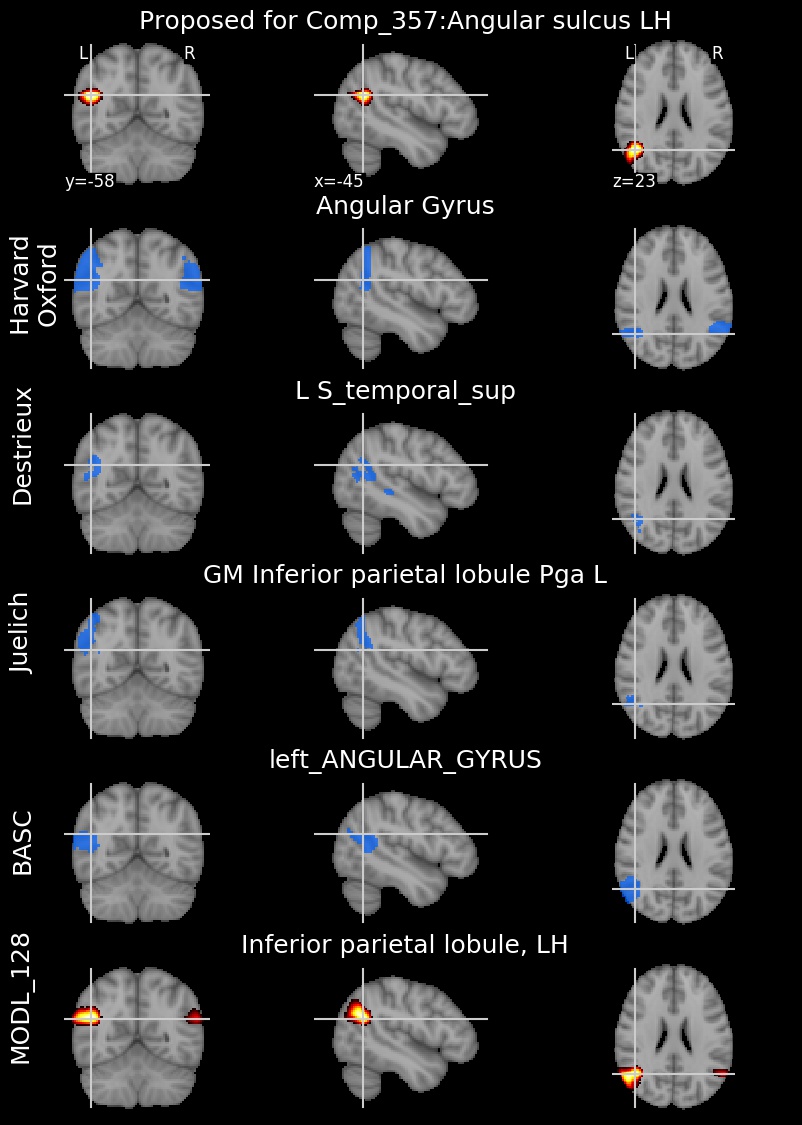 Proposed for Comp_357:Angular sulcus LH
L R
L R
y=-58 x=-45 z=23
Angular Gyrus
Harvard
Oxford
L S_temporal_sup
Destrieux
GM Inferior parietal lobule Pga L
Juelich
left_ANGULAR_GYRUS
BASC
Inferior parietal lobule, LH
MODL_128